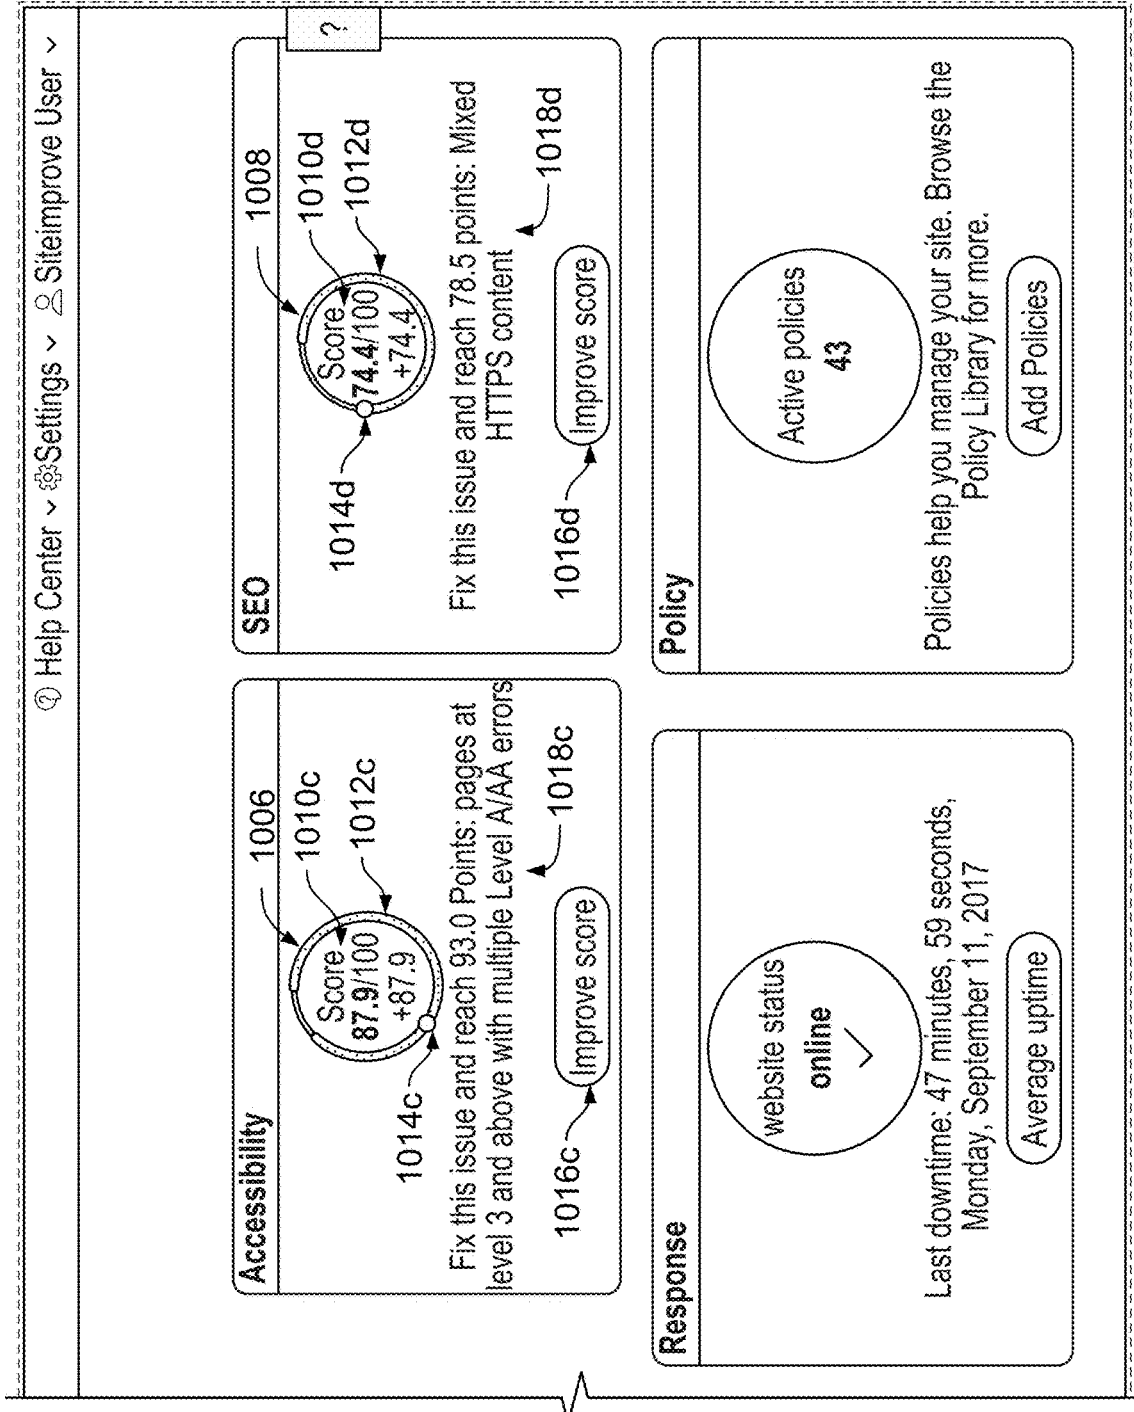 Help Center Settings Siteimprove User
Accessibility
1006
1010c
1012c
Score
87.9/100
+87.9
1014c
Fix this issue and reach 93.0 Points: pages at
level 3 and above with multiple Level A/AA errors
1018c
Improve score
1016c
SEO
?
1008
1010d
1012d
Score
74.4/100
+74.4
1014d
Fix this issue and reach 78.5 points: Mixed
HTTPS content
1018d
Improve score
1016d
Response
website status
online
Last downtime: 47 minutes, 59 seconds,
Monday, September 11, 2017
Average uptime
Policy
Active policies
43
Policies help you manage your site. Browse the
Policy Library for more.
Add Policies